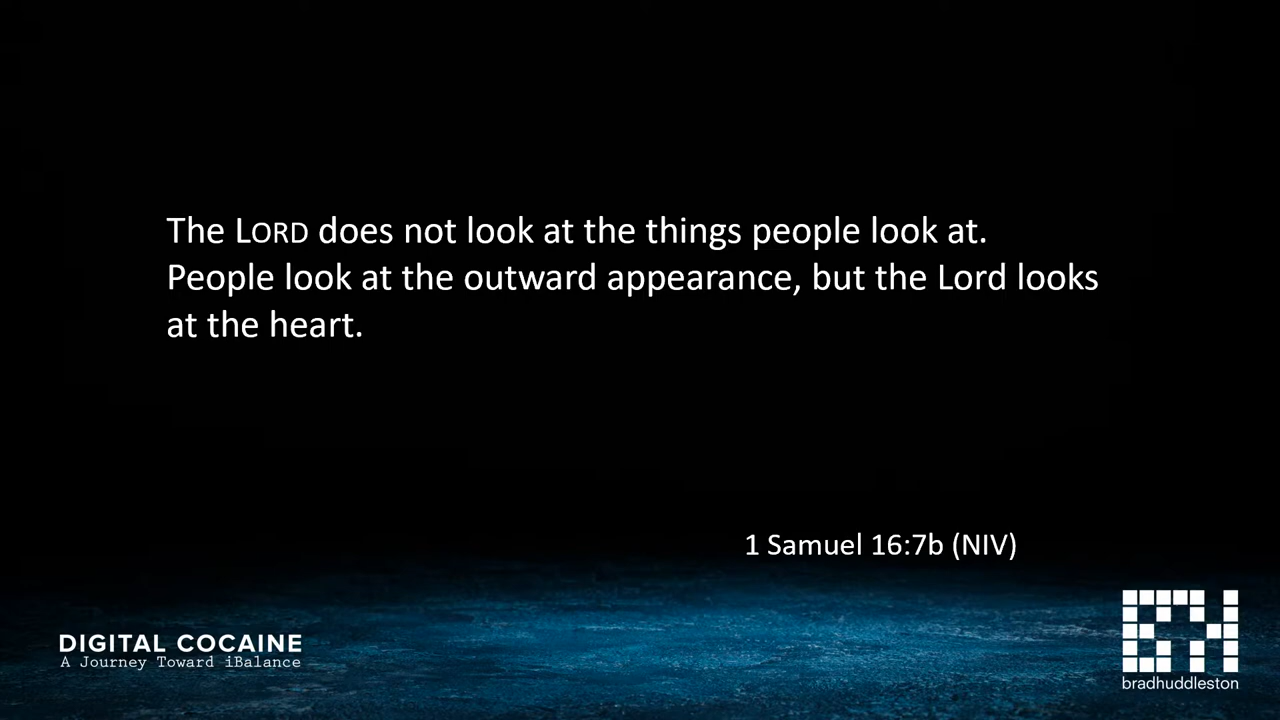 The LORD does not look at the things people look at.
People look at the outward appearance, but the Lord looks
at the heart.
1 Samuel 16:7b (NIV)
DIGITAL COCAINE
A Journey Toward iBalance
bradhuddleston